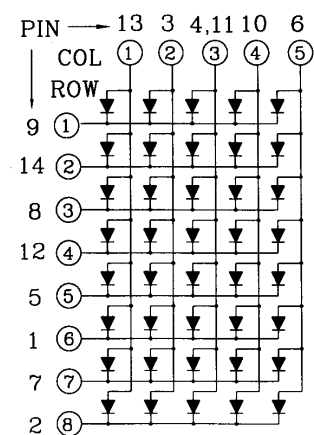 PIN → 13 3 4,11 10 6
COL ① ② ③ ④ ⑤
ROW
9 ①
14 ②
8 ③
12 ④
5 ⑤
1 ⑥
7 ⑦
2 ⑧